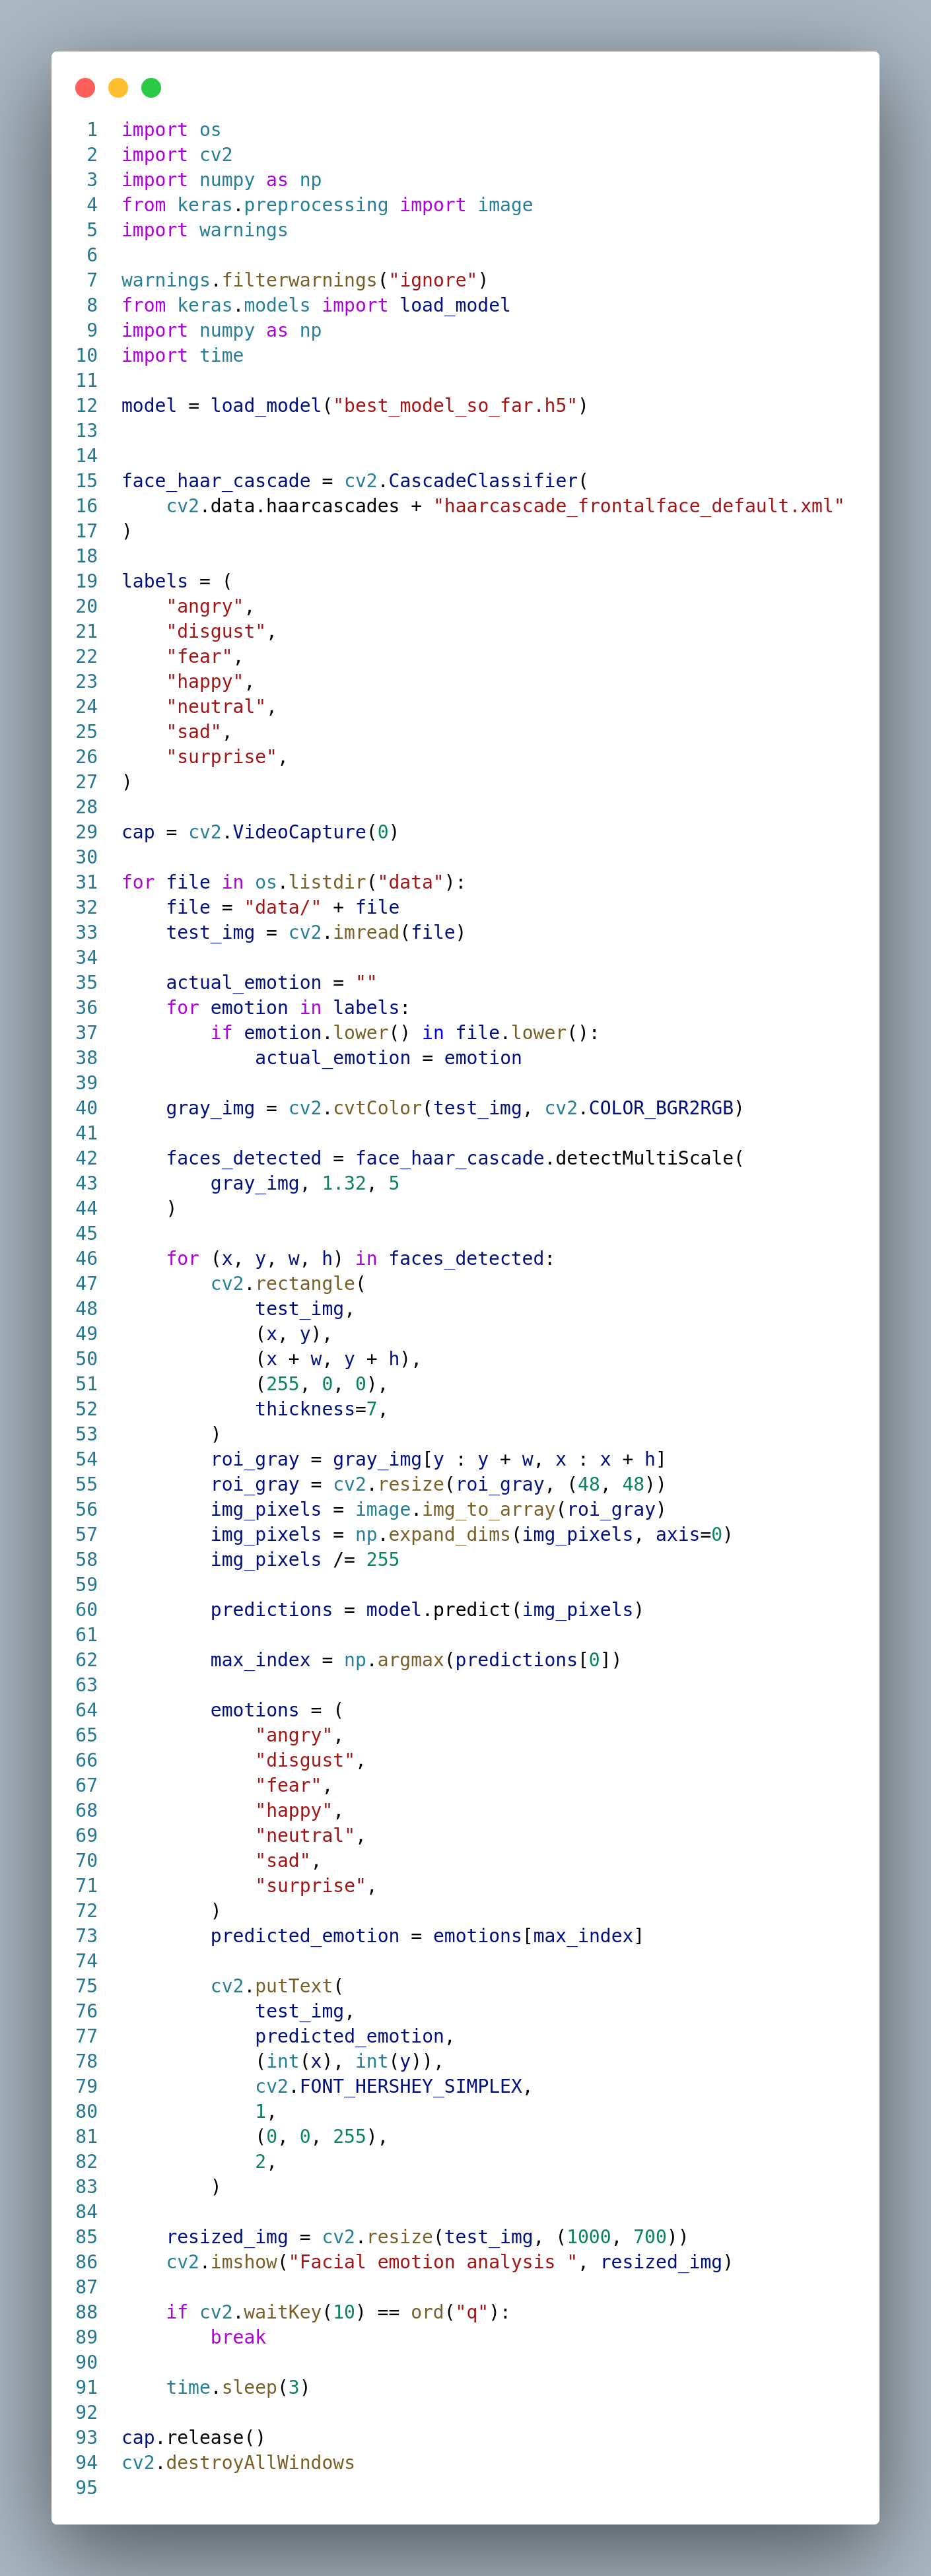 1 import os
2 import cv2
3 import numpy as np
4 from keras.preprocessing import image
5 import warnings
6
7 warnings.filterwarnings("ignore")
8 from keras.models import load_model
9 import numpy as np
10 import time
11
12 model = load_model("best_model_so_far.h5")
13
14
15 face_haar_cascade = cv2.CascadeClassifier(
16     cv2.data.haarcascades + "haarcascade_frontalface_default.xml"
17 )
18
19 labels = (
20     "angry",
21     "disgust",
22     "fear",
23     "happy",
24     "neutral",
25     "sad",
26     "surprise",
27 )
28
29 cap = cv2.VideoCapture(0)
30
31 for file in os.listdir("data"):
32     file = "data/" + file
33     test_img = cv2.imread(file)
34
35     actual_emotion = ""
36     for emotion in labels:
37         if emotion.lower() in file.lower():
38             actual_emotion = emotion
39
40     gray_img = cv2.cvtColor(test_img, cv2.COLOR_BGR2RGB)
41
42     faces_detected = face_haar_cascade.detectMultiScale(
43         gray_img, 1.32, 5
44     )
45
46     for (x, y, w, h) in faces_detected:
47         cv2.rectangle(
48             test_img,
49             (x, y),
50             (x + w, y + h),
51             (255, 0, 0),
52             thickness=7,
53         )
54         roi_gray = gray_img[y : y + w, x : x + h]
55         roi_gray = cv2.resize(roi_gray, (48, 48))
56         img_pixels = image.img_to_array(roi_gray)
57         img_pixels = np.expand_dims(img_pixels, axis=0)
58         img_pixels /= 255
59
60         predictions = model.predict(img_pixels)
61
62         max_index = np.argmax(predictions[0])
63
64         emotions = (
65             "angry",
66             "disgust",
67             "fear",
68             "happy",
69             "neutral",
70             "sad",
71             "surprise",
72         )
73         predicted_emotion = emotions[max_index]
74
75         cv2.putText(
76             test_img,
77             predicted_emotion,
78             (int(x), int(y)),
79             cv2.FONT_HERSHEY_SIMPLEX,
80             1,
81             (0, 0, 255),
82             2,
83         )
84
85     resized_img = cv2.resize(test_img, (1000, 700))
86     cv2.imshow("Facial emotion analysis ", resized_img)
87
88     if cv2.waitKey(10) == ord("q"):
89         break
90
91     time.sleep(3)
92
93 cap.release()
94 cv2.destroyAllWindows
95